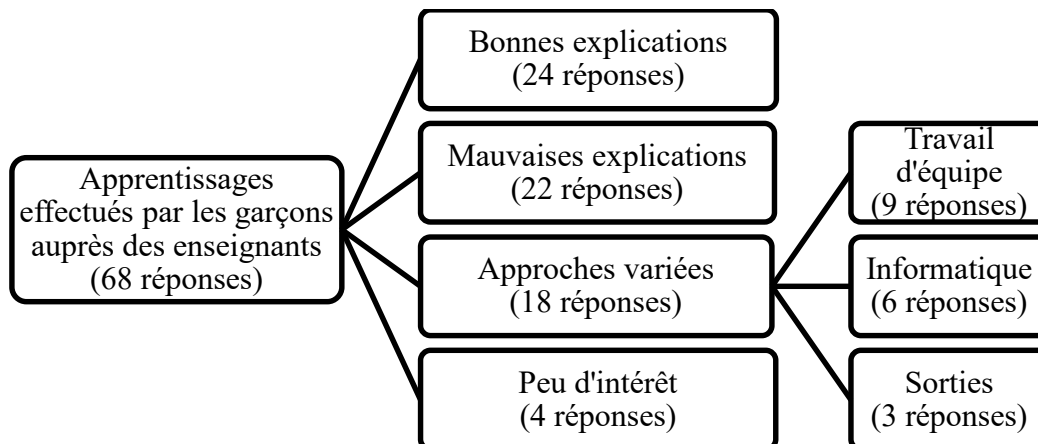 Apprentissages
effectués par les garçons
auprès des enseignants
(68 réponses)
Bonnes explications
(24 réponses)
Mauvaises explications
(22 réponses)
Approches variées
(18 réponses)
Peu d'intérêt
(4 réponses)
Travail
d'équipe
(9 réponses)
Informatique
(6 réponses)
Sorties
(3 réponses)